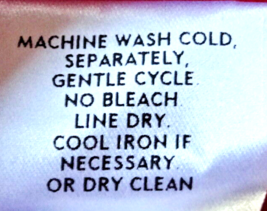 MACHINE WASH COLD,
SEPARATELY,
GENTLE CYCLE.
NO BLEACH.
LINE DRY.
COOL IRON IF
NECESSARY.
OR DRY CLEAN